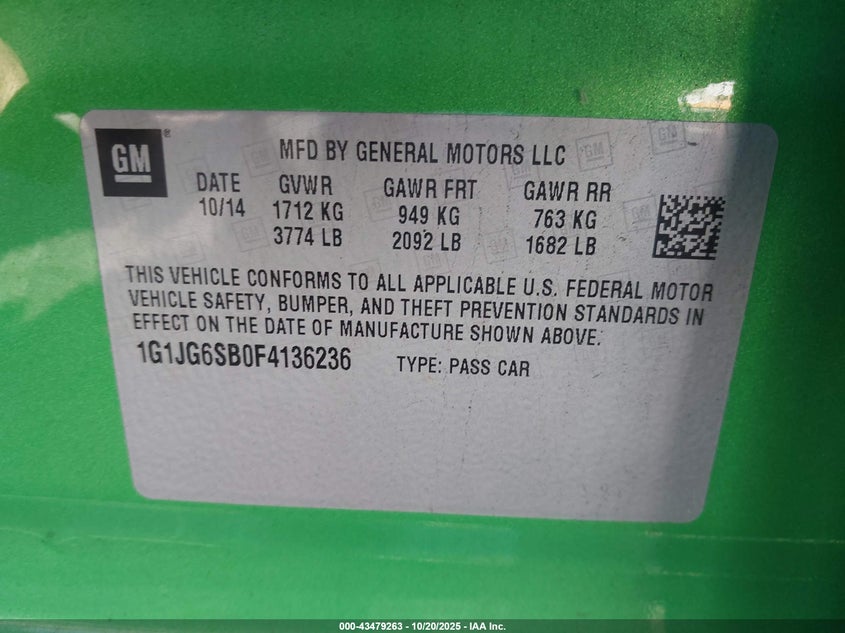 GM ®
MFD BY GENERAL MOTORS LLC
DATE GVWR GAWR FRT GAWR RR
10/14 1712 KG 949 KG 763 KG
3774 LB 2092 LB 1682 LB
THIS VEHICLE CONFORMS TO ALL APPLICABLE U.S. FEDERAL MOTOR
VEHICLE SAFETY, BUMPER, AND THEFT PREVENTION STANDARDS IN
EFFECT ON THE DATE OF MANUFACTURE SHOWN ABOVE.
1G1JG6SB0F4136236 TYPE: PASS CAR
000-43479263 - 10/20/2025 - IAA Inc.